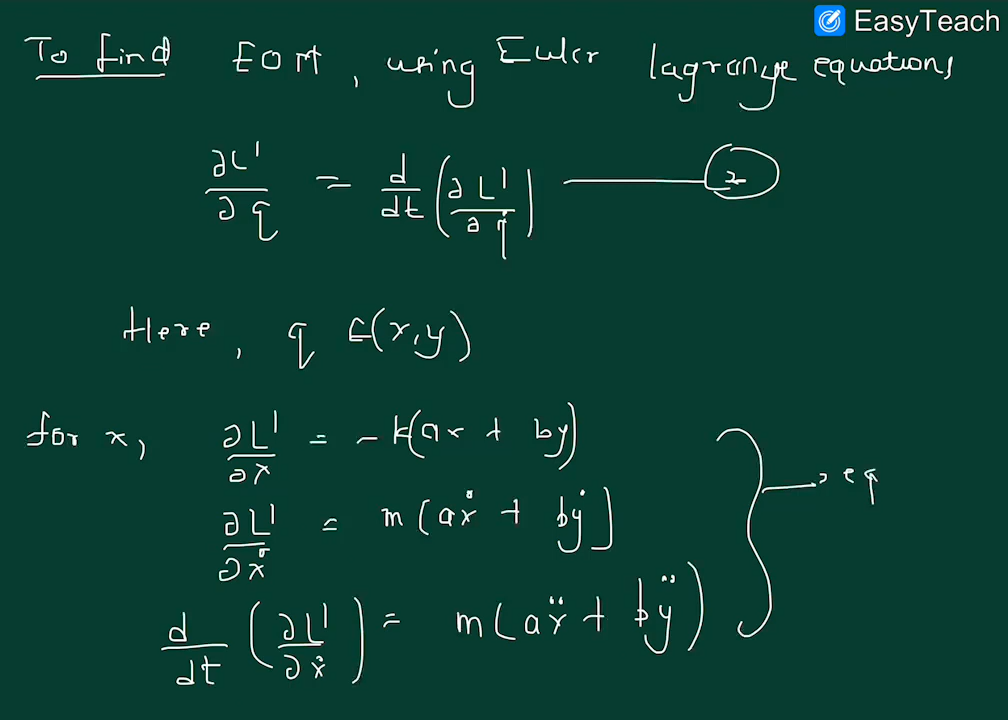 EasyTeach
To find EOM, using Euler lagrange equations
∂L'/∂q = d/dt (∂L'/∂q̇) —— 2
Here, q ∈ (x,y)
for x, ∂L'/∂x = -k(ax + by)
∂L'/∂ẋ = m(aẋ + bẏ)
d/dt (∂L'/∂ẋ) = m(aẍ + bÿ)
→ eq